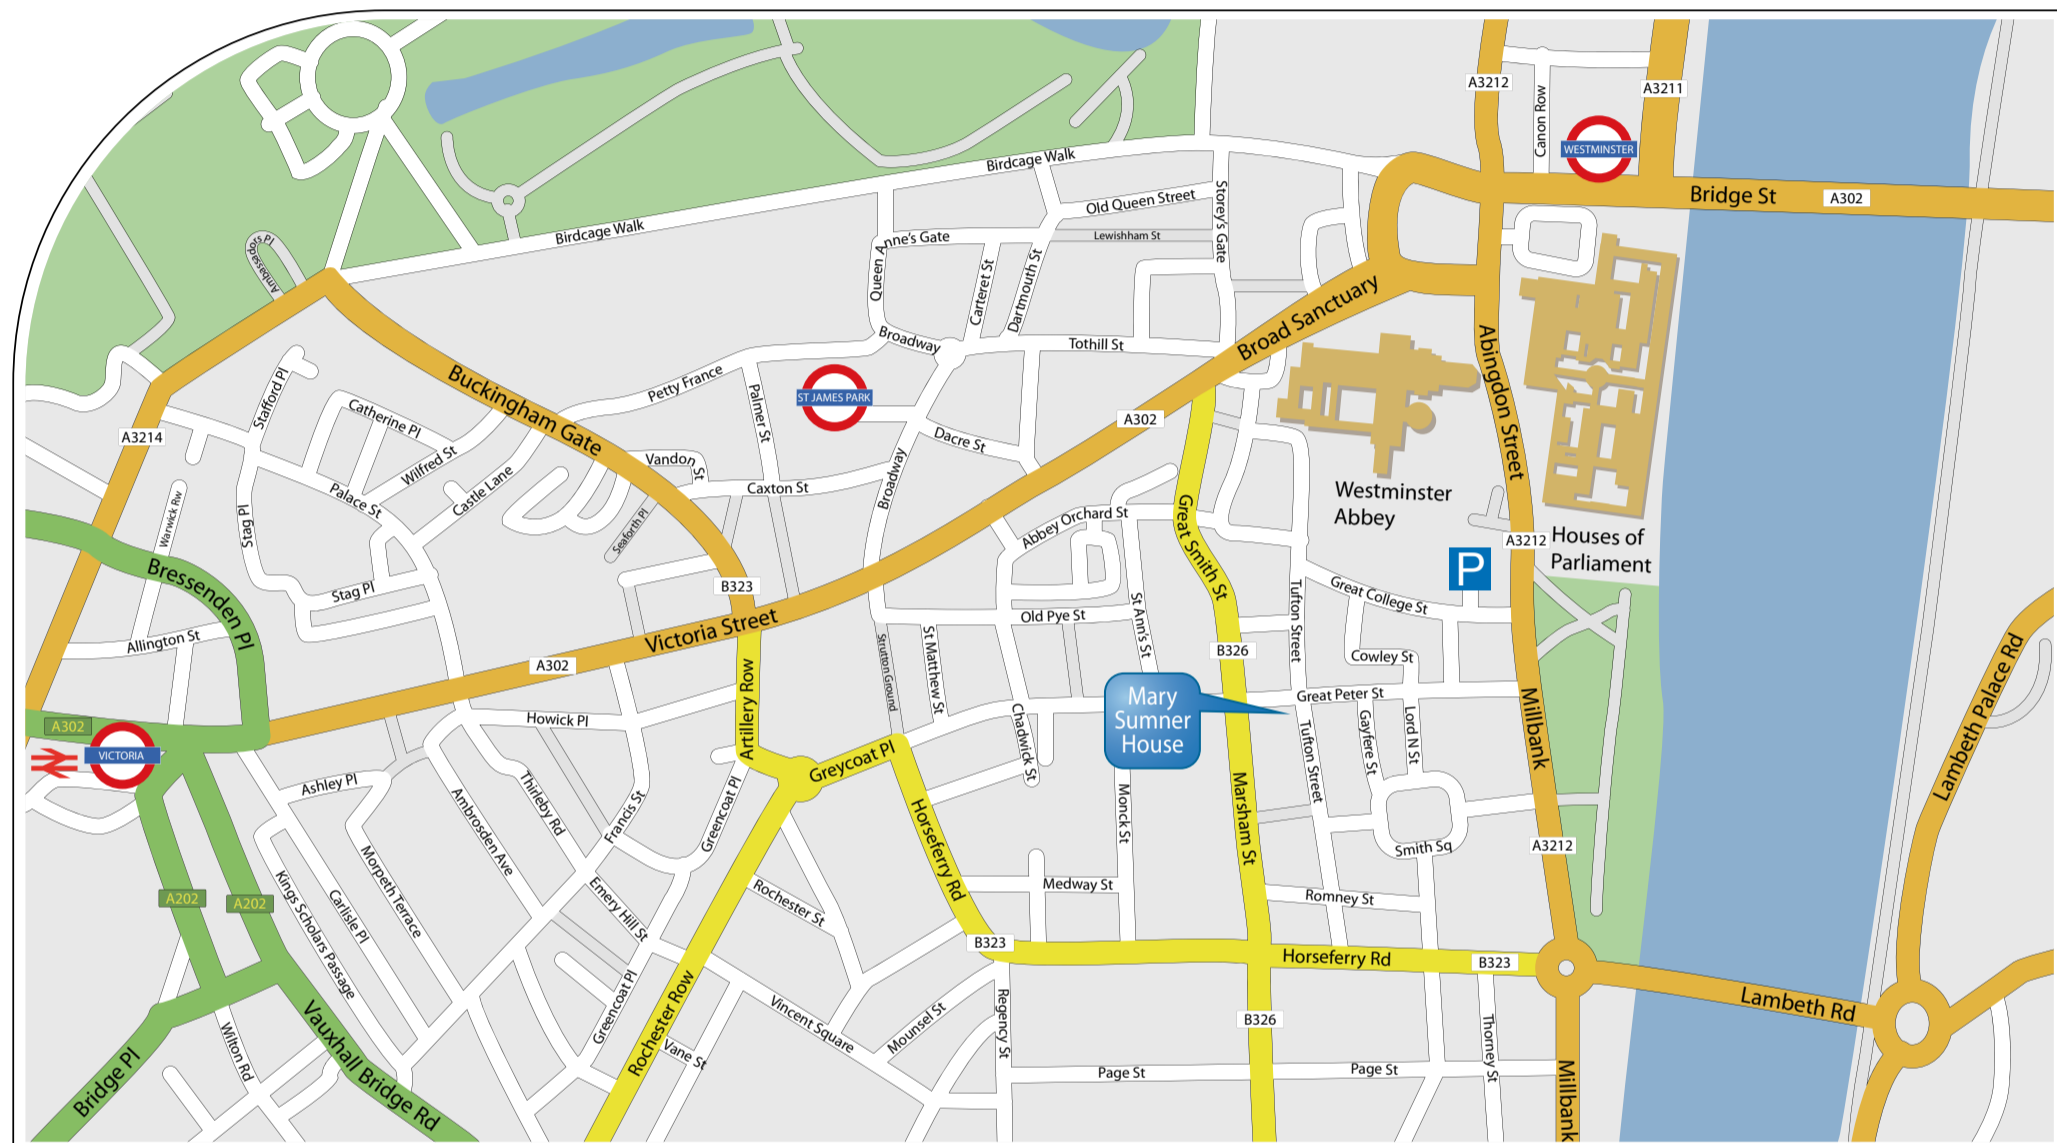 A3212
A3211
Canon Row
WESTMINSTER
Birdcage Walk
Bridge St
A302
Old Queen Street
Storey's Gate
Birdcage Walk
Queen Anne's Gate
Lewishham St
Ambassadors Pl
Carteret St
Dartmouth St
Broad Sanctuary
Broadway
Tothill St
Abingdon Street
Buckingham Gate
Stafford Pl
Petty France
Palmer St
ST JAMES PARK
A302
Catherine Pl
A3214
Dacre St
Wilfred St
Vandon St
Castle Lane
Palace St
Caxton St
Broadway
Westminster
Abbey
Warwick Rw
Stag Pl
Seaforth Pl
Abbey Orchard St
Great Smith St
A3212
Houses of
Parliament
P
Bressenden Pl
B323
Stag Pl
Great College St
Tufton Street
Old Pye St
St Ann's St
Victoria Street
Allington St
A302
Strutton Ground
St Matthew St
B326
Cowley St
Great Peter St
Mary
Sumner
House
Millbank
Lambeth Palace Rd
Artillery Row
Howick Pl
Chadwick St
Tufton Street
Gayfere St
Lord N St
A302
VICTORIA
Greycoat Pl
Ashley Pl
Ambrosden Ave
Thirleby Rd
Francis St
Greencoat Pl
Horseferry Rd
Monck St
Marsham St
Smith Sq
A3212
Morpeth Terrace
Medway St
Rochester St
Romney St
A202
A202
Kings Scholars Passage
Carlisle Pl
Emery Hill St
B323
Horseferry Rd
B323
Greencoat Pl
Rochester Row
Vincent Square
Mounsel St
Regency St
B326
Lambeth Rd
Thorney St
Wilton Rd
Vauxhall Bridge Rd
Vane St
Bridge Pl
Page St
Page St
Millbank